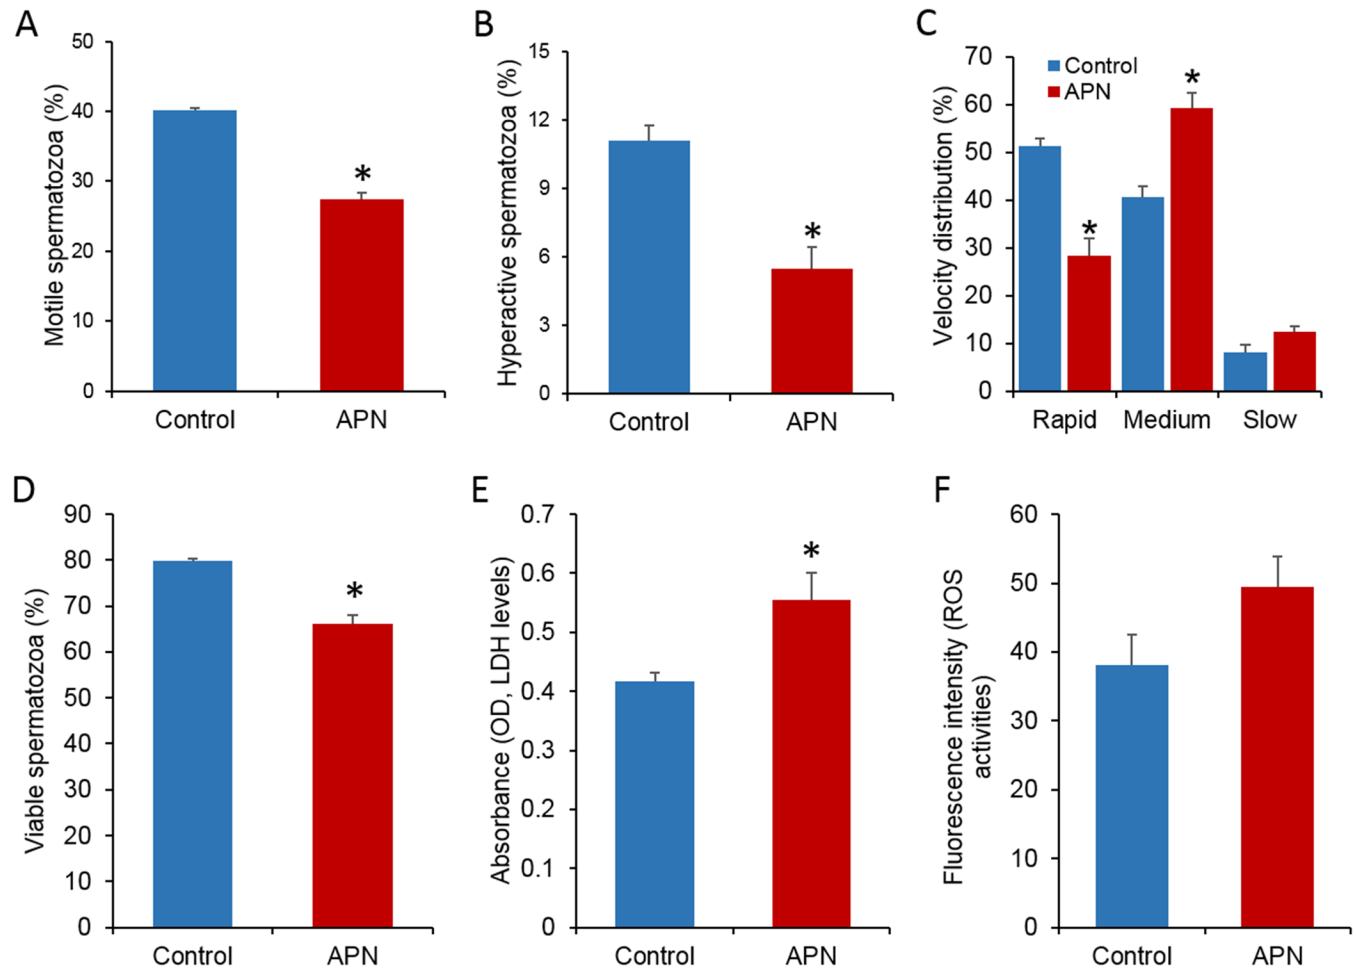 A
Motile spermatozoa (%)
50
40
30
20
10
0
*
Control
APN
B
Hyperactive spermatozoa (%)
15
12
9
6
3
0
*
Control
APN
C
Velocity distribution (%)
70
60
50
40
30
20
10
0
Control
APN
*
*
Rapid
Medium
Slow
D
Viable spermatozoa (%)
90
80
70
60
50
40
30
20
10
0
*
Control
APN
E
Absorbance (OD, LDH levels)
0.7
0.6
0.5
0.4
0.3
0.2
0.1
0
*
Control
APN
F
Fluorescence intensity (ROS
activities)
60
50
40
30
20
10
0
Control
APN